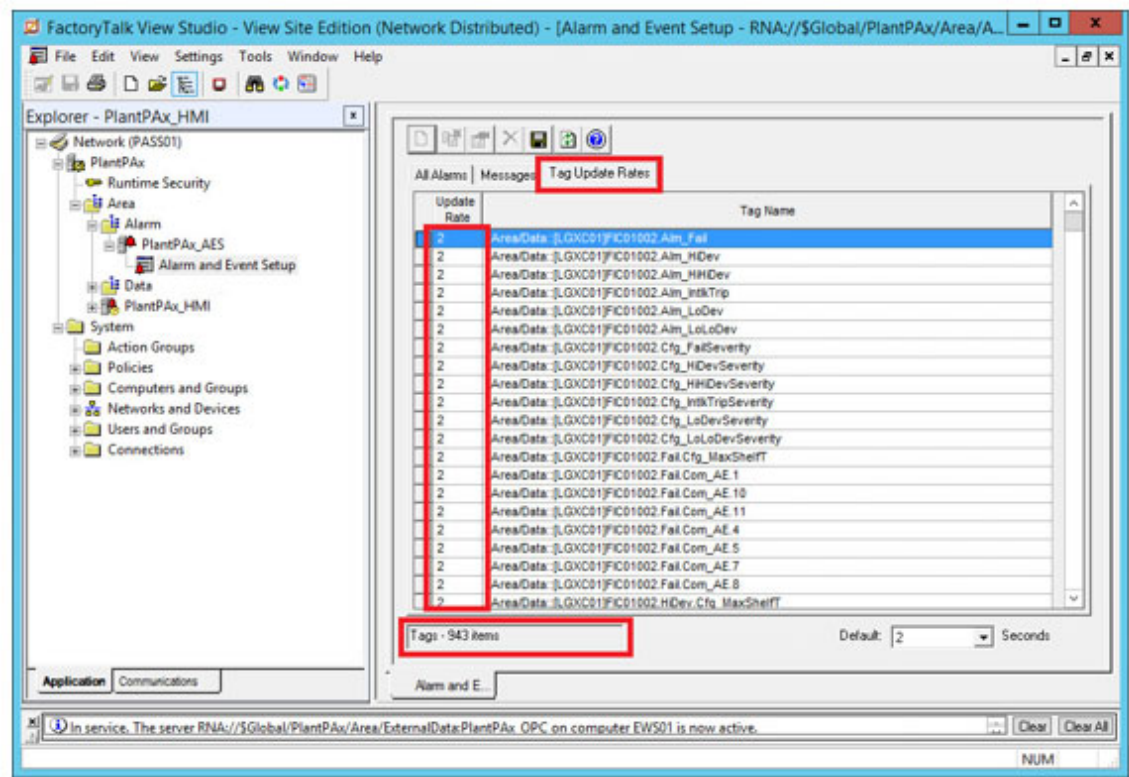 FactoryTalk View Studio - View Site Edition (Network Distributed) - [Alarm and Event Setup - RNA://$Global/PlantPAx/Area/A...
File Edit View Settings Tools Window Help
Explorer - PlantPAx_HMI
Network (PASS01)
PlantPAx
Runtime Security
Area
Alarm
PlantPAx_AES
Alarm and Event Setup
Data
PlantPAx_HMI
System
Action Groups
Policies
Computers and Groups
Networks and Devices
Users and Groups
Connections
Application Communications
All Alarms Messages Tag Update Rates
Update Rate Tag Name
2 Area/Data::[LGXC01]FIC01002.Alm_Fail
2 Area/Data::[LGXC01]FIC01002.Alm_HiDev
2 Area/Data::[LGXC01]FIC01002.Alm_HiHiDev
2 Area/Data::[LGXC01]FIC01002.Alm_IntlkTrip
2 Area/Data::[LGXC01]FIC01002.Alm_LoDev
2 Area/Data::[LGXC01]FIC01002.Alm_LoLoDev
2 Area/Data::[LGXC01]FIC01002.Cfg_FailSeverity
2 Area/Data::[LGXC01]FIC01002.Cfg_HiDevSeverity
2 Area/Data::[LGXC01]FIC01002.Cfg_HiHiDevSeverity
2 Area/Data::[LGXC01]FIC01002.Cfg_IntlkTripSeverity
2 Area/Data::[LGXC01]FIC01002.Cfg_LoDevSeverity
2 Area/Data::[LGXC01]FIC01002.Cfg_LoLoDevSeverity
2 Area/Data::[LGXC01]FIC01002.Fail.Cfg_MaxShelfT
2 Area/Data::[LGXC01]FIC01002.Fail.Com_AE.1
2 Area/Data::[LGXC01]FIC01002.Fail.Com_AE.10
2 Area/Data::[LGXC01]FIC01002.Fail.Com_AE.11
2 Area/Data::[LGXC01]FIC01002.Fail.Com_AE.4
2 Area/Data::[LGXC01]FIC01002.Fail.Com_AE.5
2 Area/Data::[LGXC01]FIC01002.Fail.Com_AE.7
2 Area/Data::[LGXC01]FIC01002.Fail.Com_AE.8
2 Area/Data::[LGXC01]FIC01002.HiDev.Cfg_MaxShelfT
Tags - 943 items Default: 2 Seconds
Alarm and E...
In service. The server RNA://$Global/PlantPAx/Area/ExternalData:PlantPAx_OPC on computer EWS01 is now active. Clear Clear All
NUM